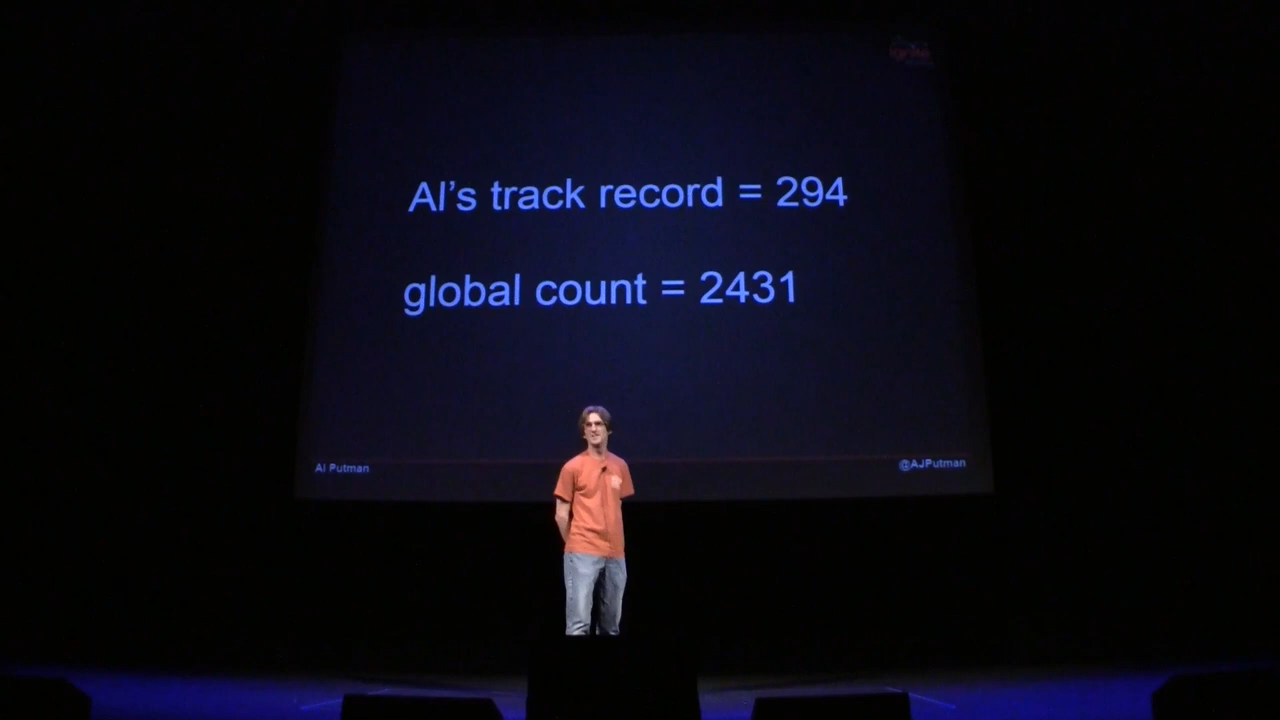 Al's track record = 294
global count = 2431
Al Putman
@AJPutman